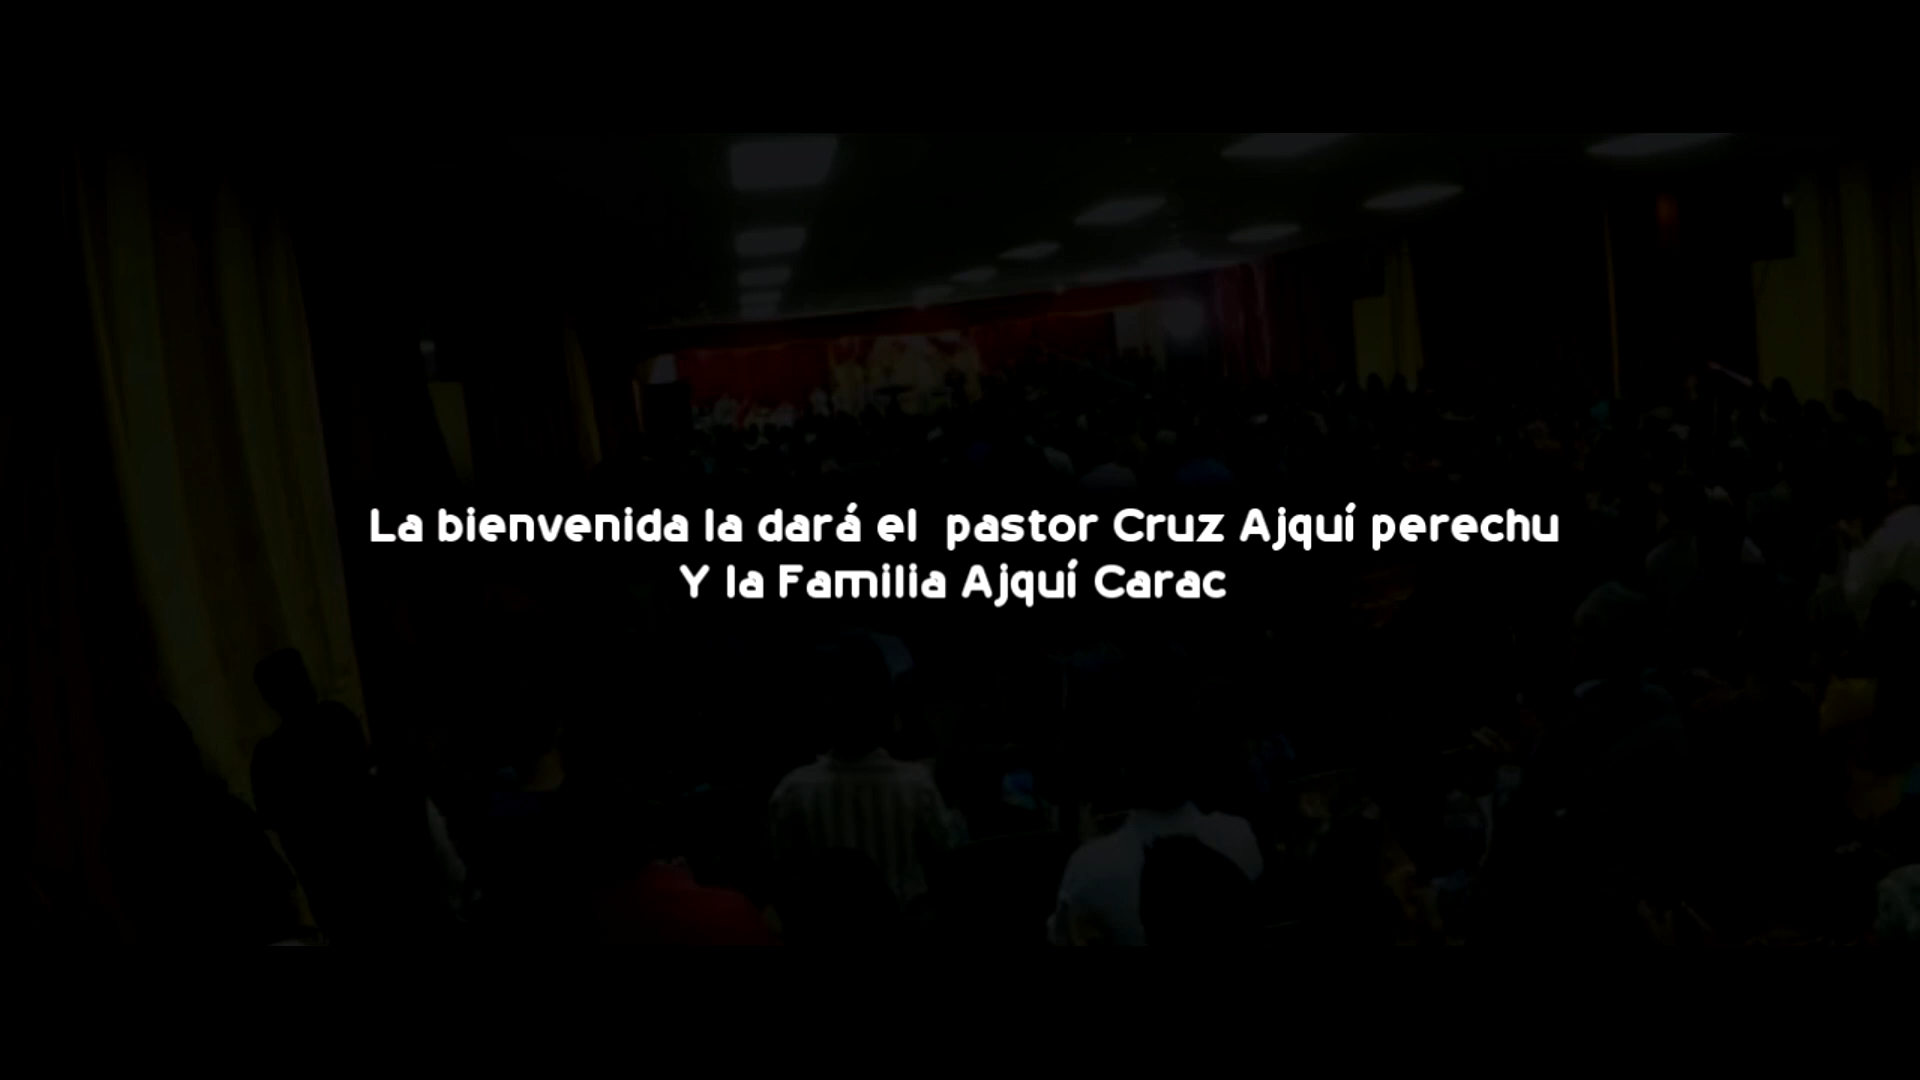 La bienvenida la dará el  pastor Cruz Ajquí perechu
Y la Familia Ajquí Carac